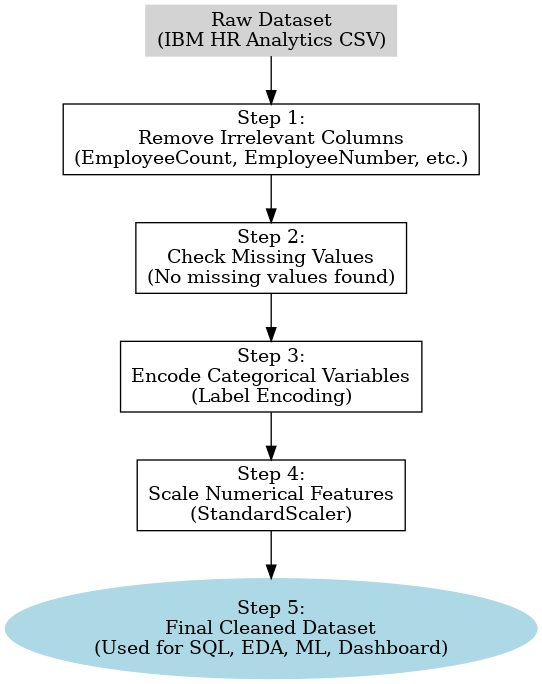 Raw Dataset
(IBM HR Analytics CSV)
Step 1:
Remove Irrelevant Columns
(EmployeeCount, EmployeeNumber, etc.)
Step 2:
Check Missing Values
(No missing values found)
Step 3:
Encode Categorical Variables
(Label Encoding)
Step 4:
Scale Numerical Features
(StandardScaler)
Step 5:
Final Cleaned Dataset
(Used for SQL, EDA, ML, Dashboard)